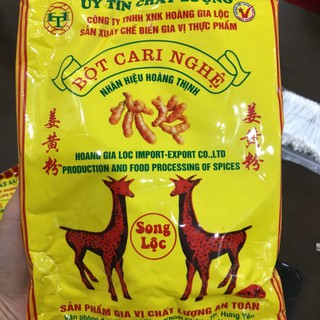 UY TÍN CHẤT LƯỢNG
CÔNG TY TNHH XNK HOÀNG GIA LỘC
SẢN XUẤT CHẾ BIẾN GIA VỊ THỰC PHẨM
BỘT CARI NGHỆ
NHÃN HIỆU HOÀNG THỊNH
姜黄粉
姜黄粉
HOANG GIA LOC IMPORT-EXPORT CO.,LTD
PRODUCTION AND FOOD PROCESSING OF SPICES
Song
Lộc
SẢN PHẨM GIA VỊ CHẤT LƯỢNG AN TOÀN
Văn phòng
Hưng Yên